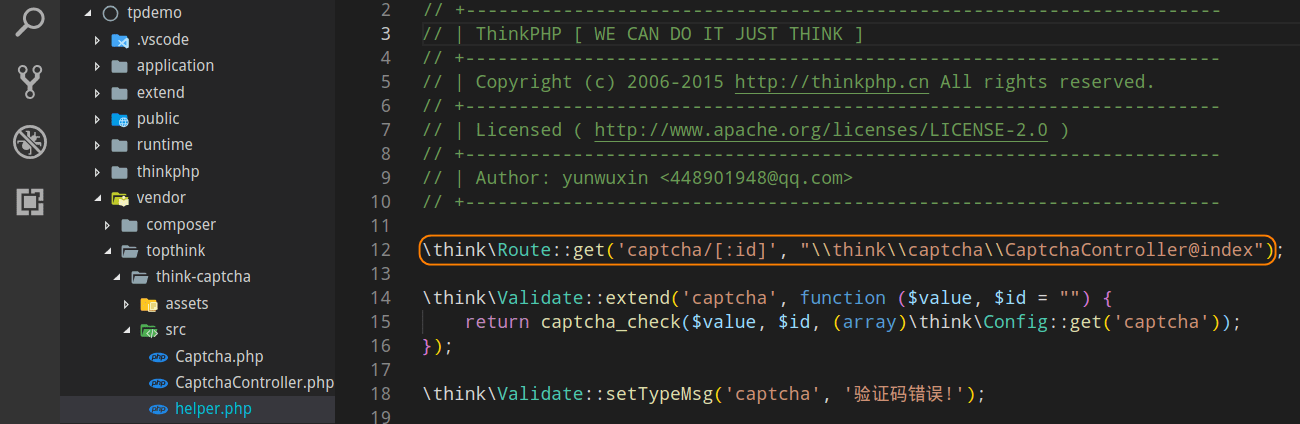 tpdemo
.vscode
application
extend
public
runtime
thinkphp
vendor
composer
topthink
think-captcha
assets
src
php Captcha.php
php CaptchaController.php
php helper.php
2 // +----------------------------------------------------------------------
3 // | ThinkPHP [ WE CAN DO IT JUST THINK ]
4 // +----------------------------------------------------------------------
5 // | Copyright (c) 2006-2015 http://thinkphp.cn All rights reserved.
6 // +----------------------------------------------------------------------
7 // | Licensed ( http://www.apache.org/licenses/LICENSE-2.0 )
8 // +----------------------------------------------------------------------
9 // | Author: yunwuxin <448901948@qq.com>
10 // +----------------------------------------------------------------------
11
12 \think\Route::get('captcha/[:id]', "\\think\\captcha\\CaptchaController@index");
13
14 \think\Validate::extend('captcha', function ($value, $id = "") {
15     return captcha_check($value, $id, (array)\think\Config::get('captcha'));
16 });
17
18 \think\Validate::setTypeMsg('captcha', '验证码错误!');
19